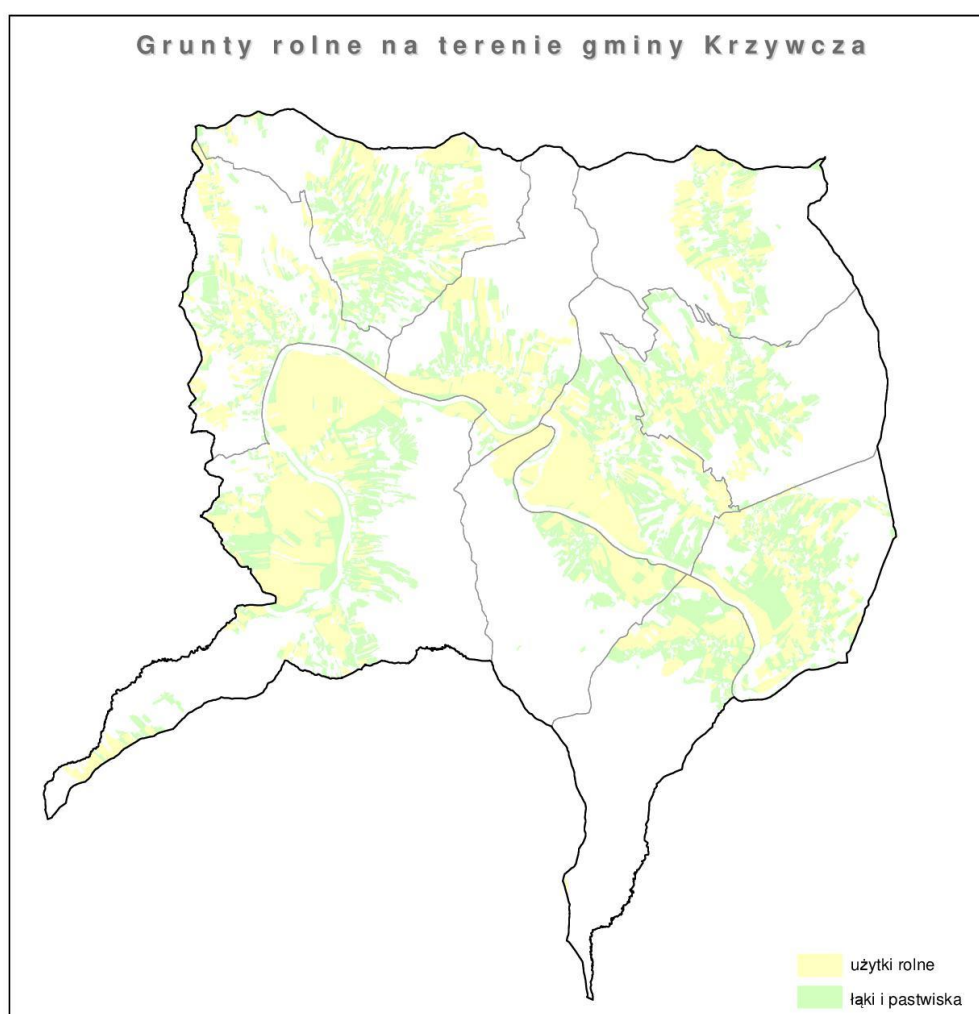 Grunty rolne na terenie gminy Krzywcza
użytki rolne
łąki i pastwiska